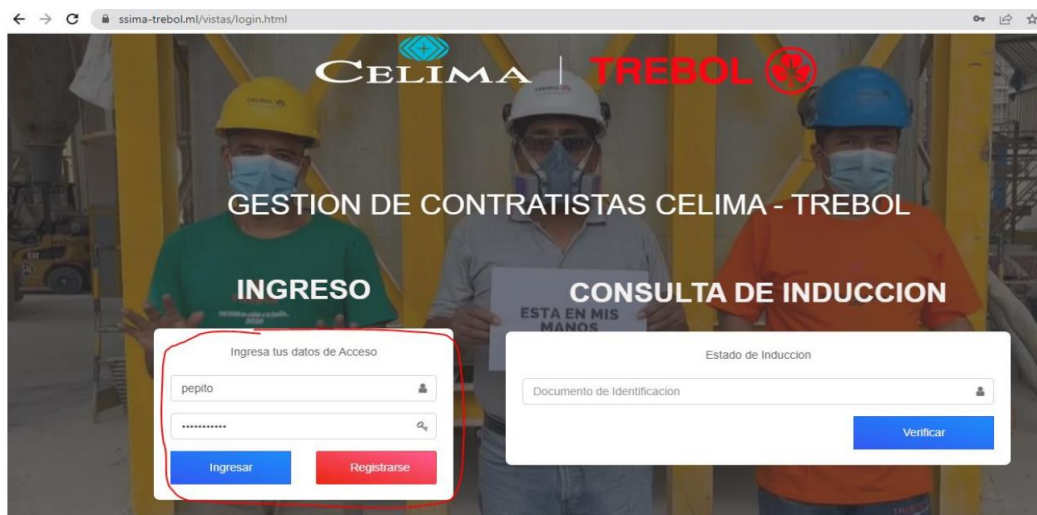 ssima-trebol.ml/vistas/login.html
CELIMA | TREBOL
GESTION DE CONTRATISTAS CELIMA - TREBOL
INGRESO
CONSULTA DE INDUCCION
ESTA EN MIS
MANOS
Ingresa tus datos de Acceso
Estado de Induccion
pepito
Documento de Identificacion
•••••••••••
Verificar
Ingresar
Registrarse